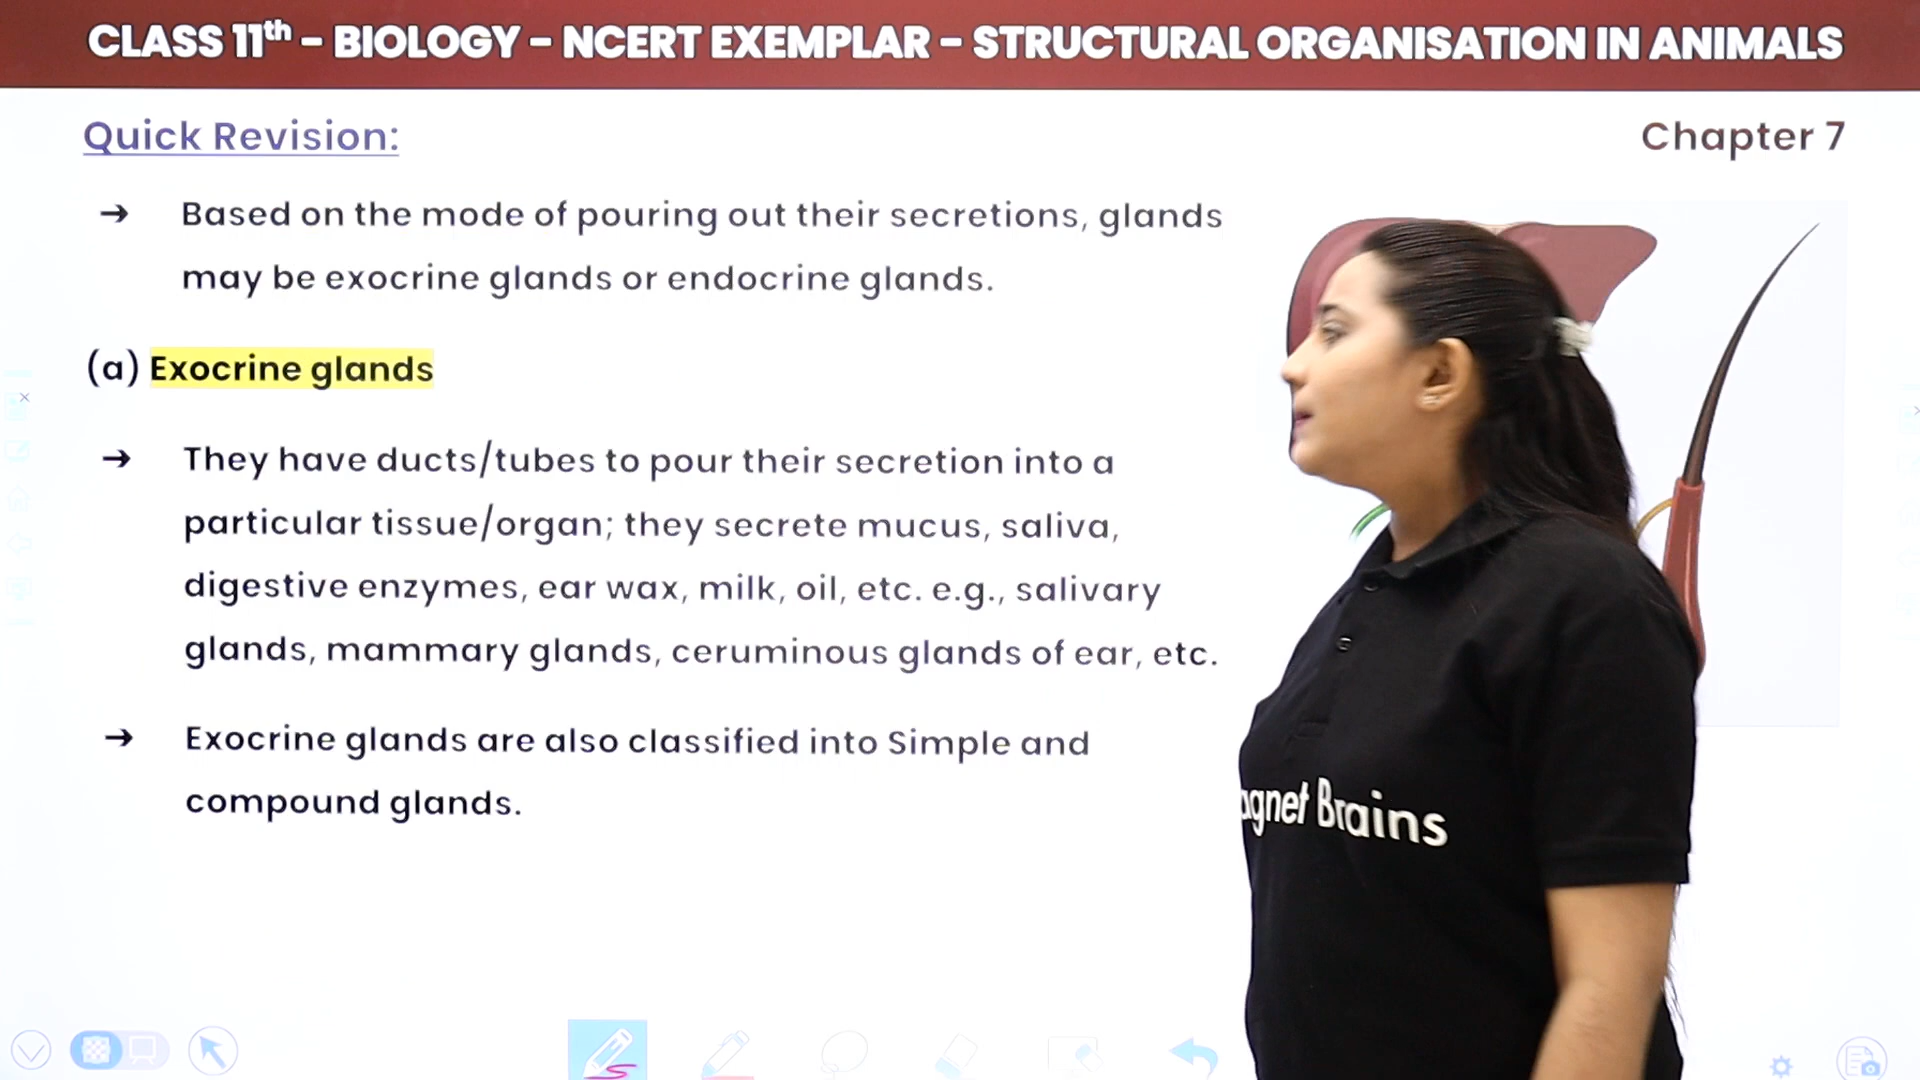 CLASS 11th - BIOLOGY - NCERT EXEMPLAR - STRUCTURAL ORGANISATION IN ANIMALS
Quick Revision:
Chapter 7
→ Based on the mode of pouring out their secretions, glands
may be exocrine glands or endocrine glands.
(a) Exocrine glands
→ They have ducts/tubes to pour their secretion into a
particular tissue/organ; they secrete mucus, saliva,
digestive enzymes, ear wax, milk, oil, etc. e.g., salivary
glands, mammary glands, ceruminous glands of ear, etc.
→ Exocrine glands are also classified into Simple and
compound glands.
agnet Brains